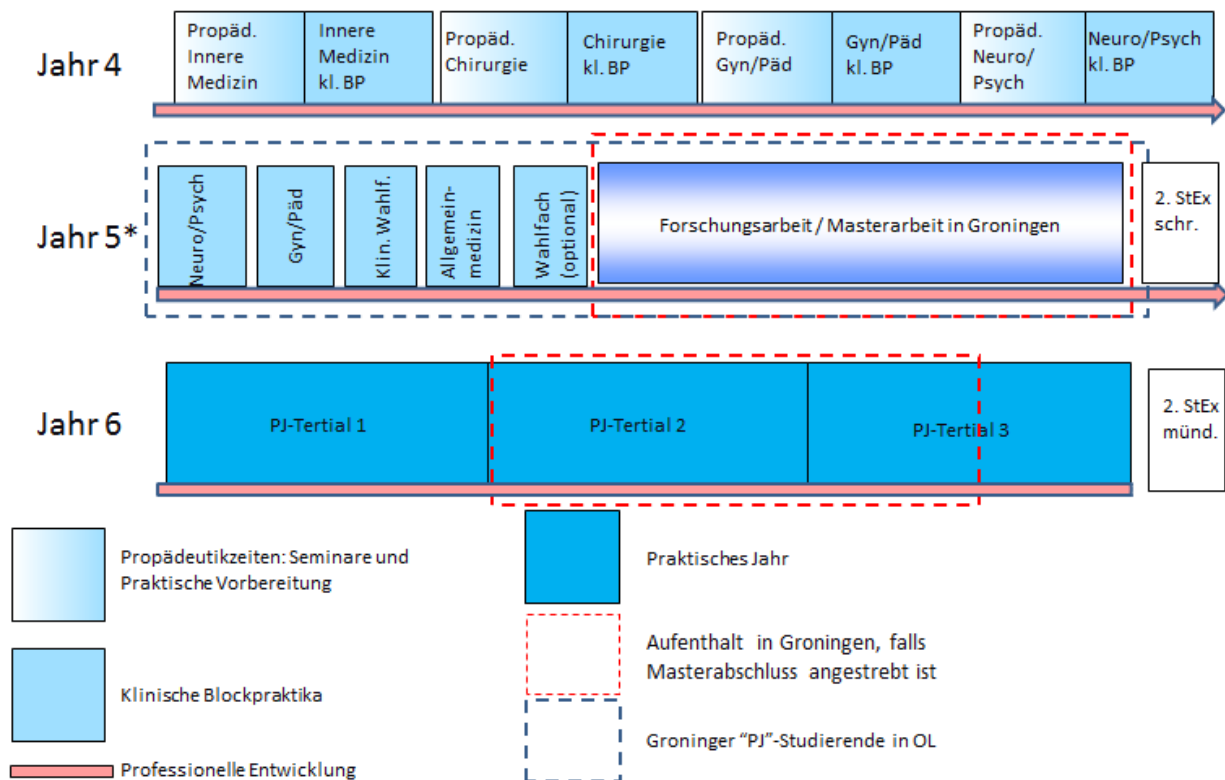 Jahr 4
Propäd.
Innere
Medizin
Innere
Medizin
kl. BP
Propäd.
Chirurgie
Chirurgie
kl. BP
Propäd.
Gyn/Päd
Gyn/Päd
kl. BP
Propäd.
Neuro/
Psych
Neuro/Psych
kl. BP
Jahr 5*
Neuro/Psych
Gyn/Päd
Klin. Wahlf.
Allgemein-
medizin
Wahlfach
(optional)
Forschungsarbeit / Masterarbeit in Groningen
2. StEx
schr.
Jahr 6
PJ-Tertial 1
PJ-Tertial 2
PJ-Tertial 3
2. StEx
münd.
Propädeutikzeiten: Seminare und
Praktische Vorbereitung
Klinische Blockpraktika
Professionelle Entwicklung
Praktisches Jahr
Aufenthalt in Groningen, falls
Masterabschluss angestrebt ist
Groninger "PJ"-Studierende in OL